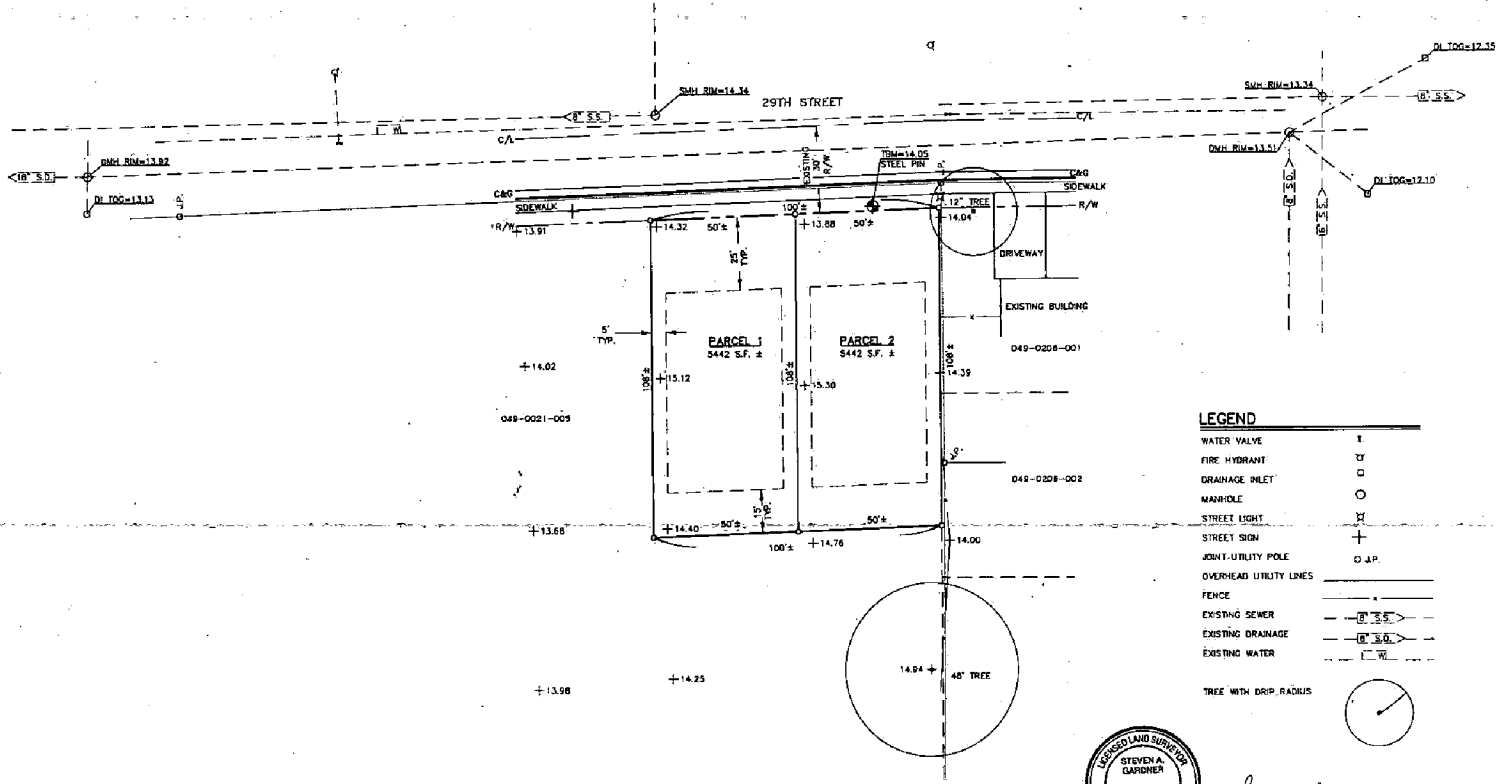 DI TOG=12.35
SMH RIM=14.34
SMH RIM=13.34
8" S.S.
29TH STREET
8" S.S.
C/L
C/L
DMH RIM=13.92
EXISTING
30'
R/W
TBM=14.05
STEEL PIN
DMH RIM=13.51
18" S.D.
DI TOG=13.13
J.P.
C&G
C&G
SIDEWALK
SIDEWALK
DI TOG=12.10
12" TREE
R/W
R/W
13.91
14.32
50'±
100'±
13.88
50'±
14.04
25'
TYP.
DRIVEWAY
EXISTING BUILDING
5'
TYP.
PARCEL 1
5442 S.F. ±
PARCEL 2
5442 S.F. ±
049-0206-001
14.02
108'±
15.12
108'±
15.30
108'±
14.39
049-0021-005
J.P.
049-0206-002
13.68
14.40
50'±
15'
TYP.
50'±
100'±
14.76
14.00
14.94
48" TREE
14.25
13.98
LEGEND
WATER VALVE
FIRE HYDRANT
DRAINAGE INLET
MANHOLE
STREET LIGHT
STREET SIGN
JOINT-UTILITY POLE
J.P.
OVERHEAD UTILITY LINES
FENCE
EXISTING SEWER
8" S.S.
EXISTING DRAINAGE
8" S.D.
EXISTING WATER
W
TREE WITH DRIP RADIUS
LICENSED LAND SURVEYOR
STEVEN A.
GARDNER